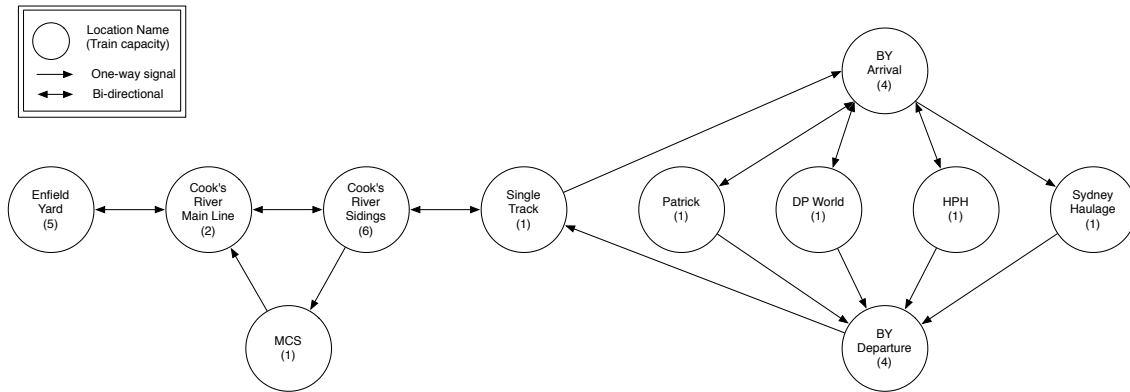 Location Name
(Train capacity)
One-way signal
Bi-directional
BY
Arrival
(4)
Enfield
Yard
(5)
Cook's
River
Main Line
(2)
Cook's
River
Sidings
(6)
Single
Track
(1)
Patrick
(1)
DP World
(1)
HPH
(1)
Sydney
Haulage
(1)
MCS
(1)
BY
Departure
(4)